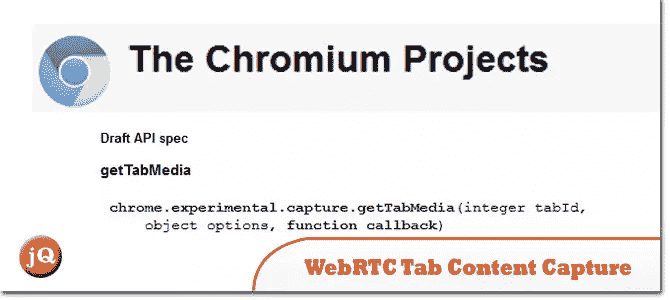 The Chromium Projects
Draft API spec
getTabMedia
chrome.experimental.capture.getTabMedia(integer tabId,
object options, function callback)
jQ
WebRTC Tab Content Capture